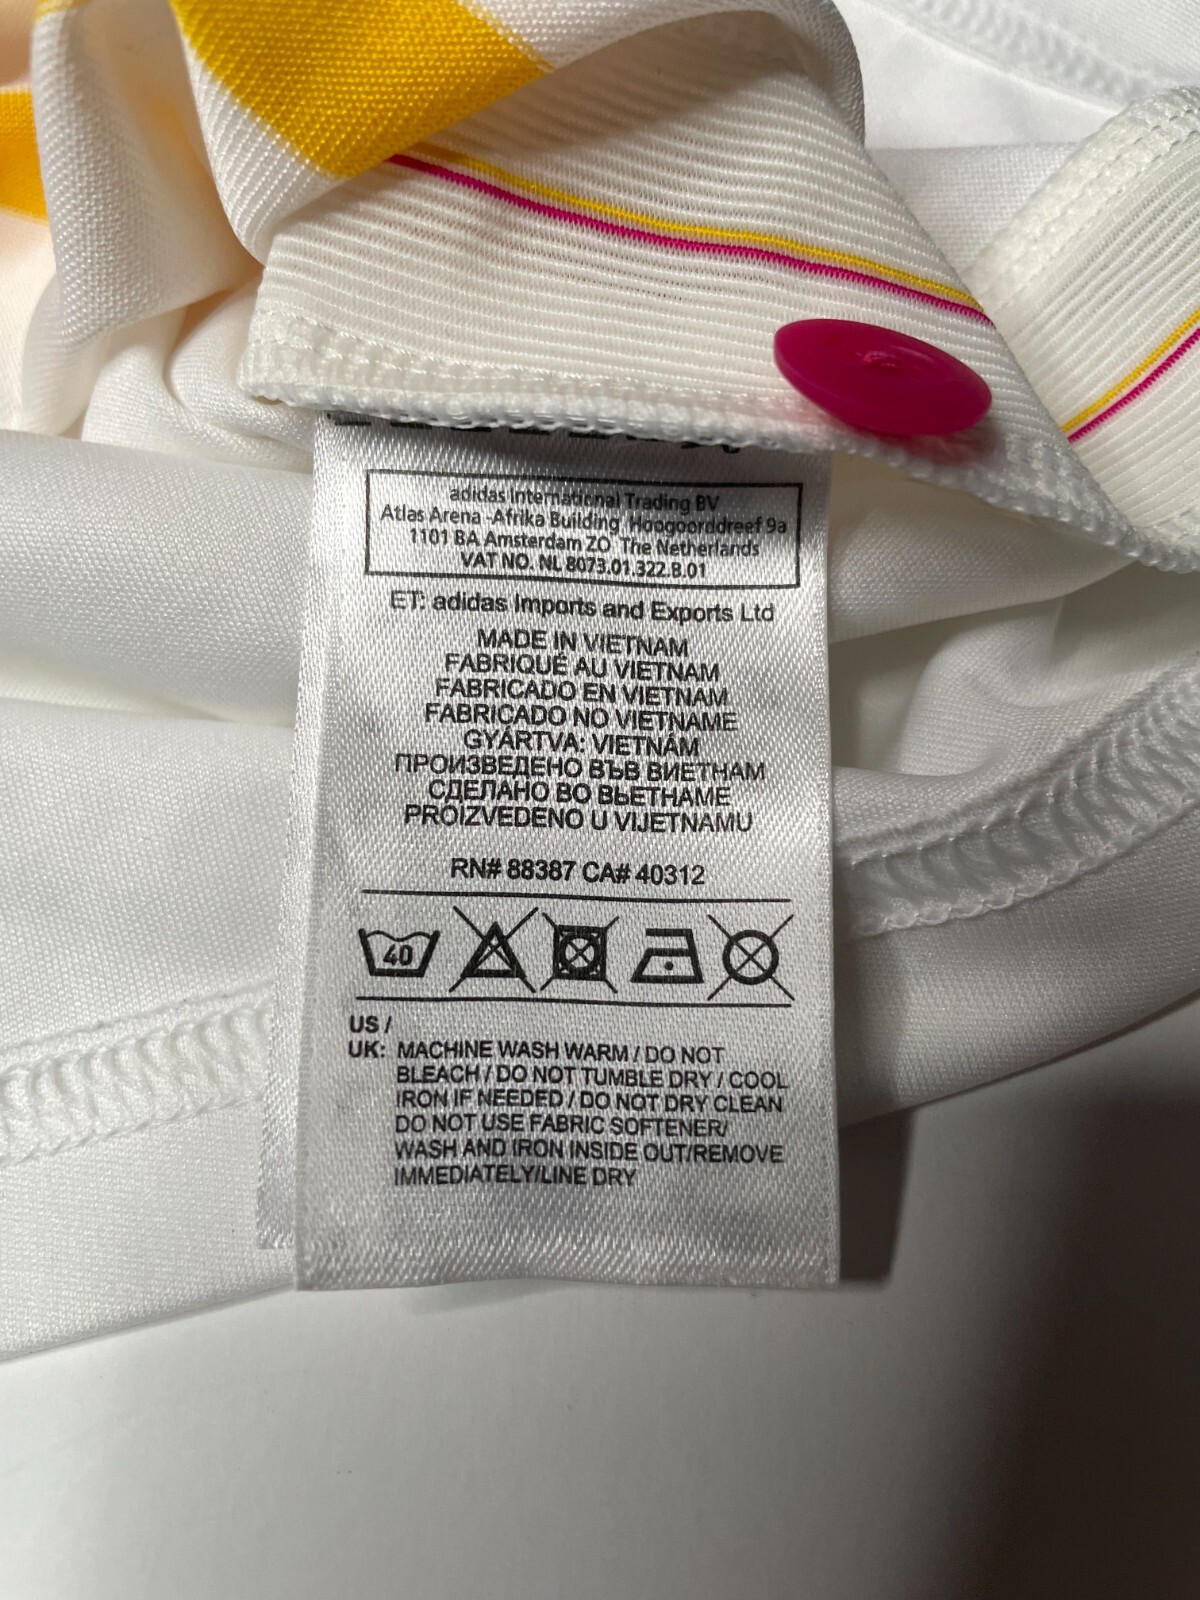 adidas International Trading BV
Atlas Arena -Afrika Building Hoogoorddreef 9a
1101 BA Amsterdam ZO The Netherlands
VAT NO. NL 8073.01.322.B.01
ET: adidas Imports and Exports Ltd
MADE IN VIETNAM
FABRIQUÉ AU VIETNAM
FABRICADO EN VIETNAM
FABRICADO NO VIETNAME
GYÁRTVA: VIETNÁM
ПРОИЗВЕДЕНО ВЪВ ВИЕТНАМ
СДЕЛАНО ВО ВЬЕТНАМЕ
PROIZVEDENO U VIJETNAMU
RN# 88387 CA# 40312
40
US /
UK: MACHINE WASH WARM / DO NOT
BLEACH / DO NOT TUMBLE DRY / COOL
IRON IF NEEDED / DO NOT DRY CLEAN
DO NOT USE FABRIC SOFTENER/
WASH AND IRON INSIDE OUT/REMOVE
IMMEDIATELY/LINE DRY